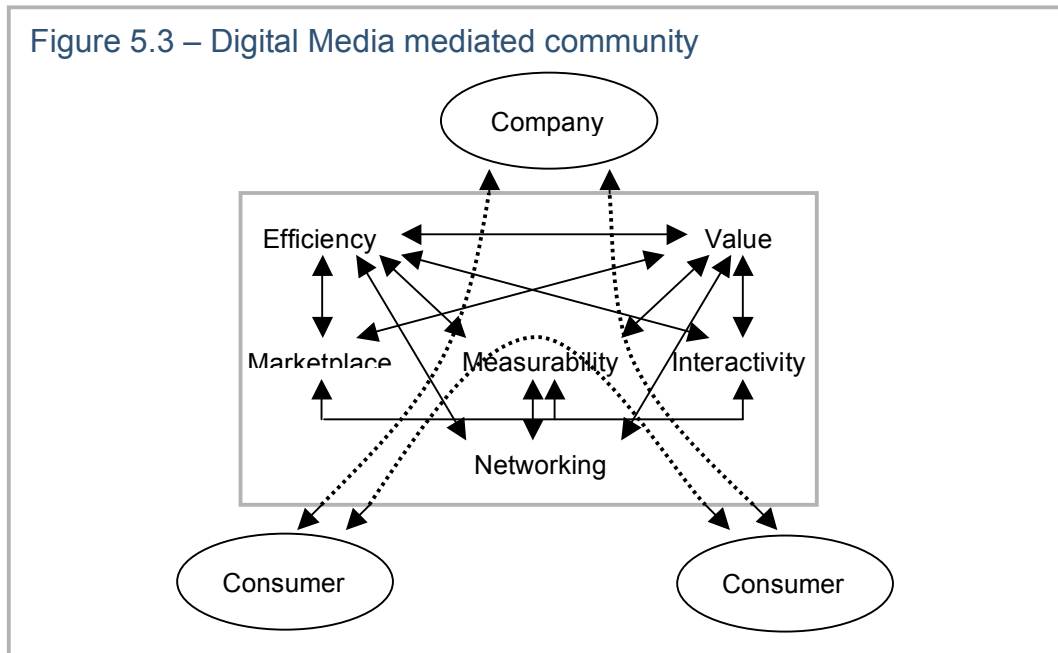 Figure 5.3 – Digital Media mediated community
Company
Efficiency Value
Marketplace Measurability Interactivity
Networking
Consumer Consumer